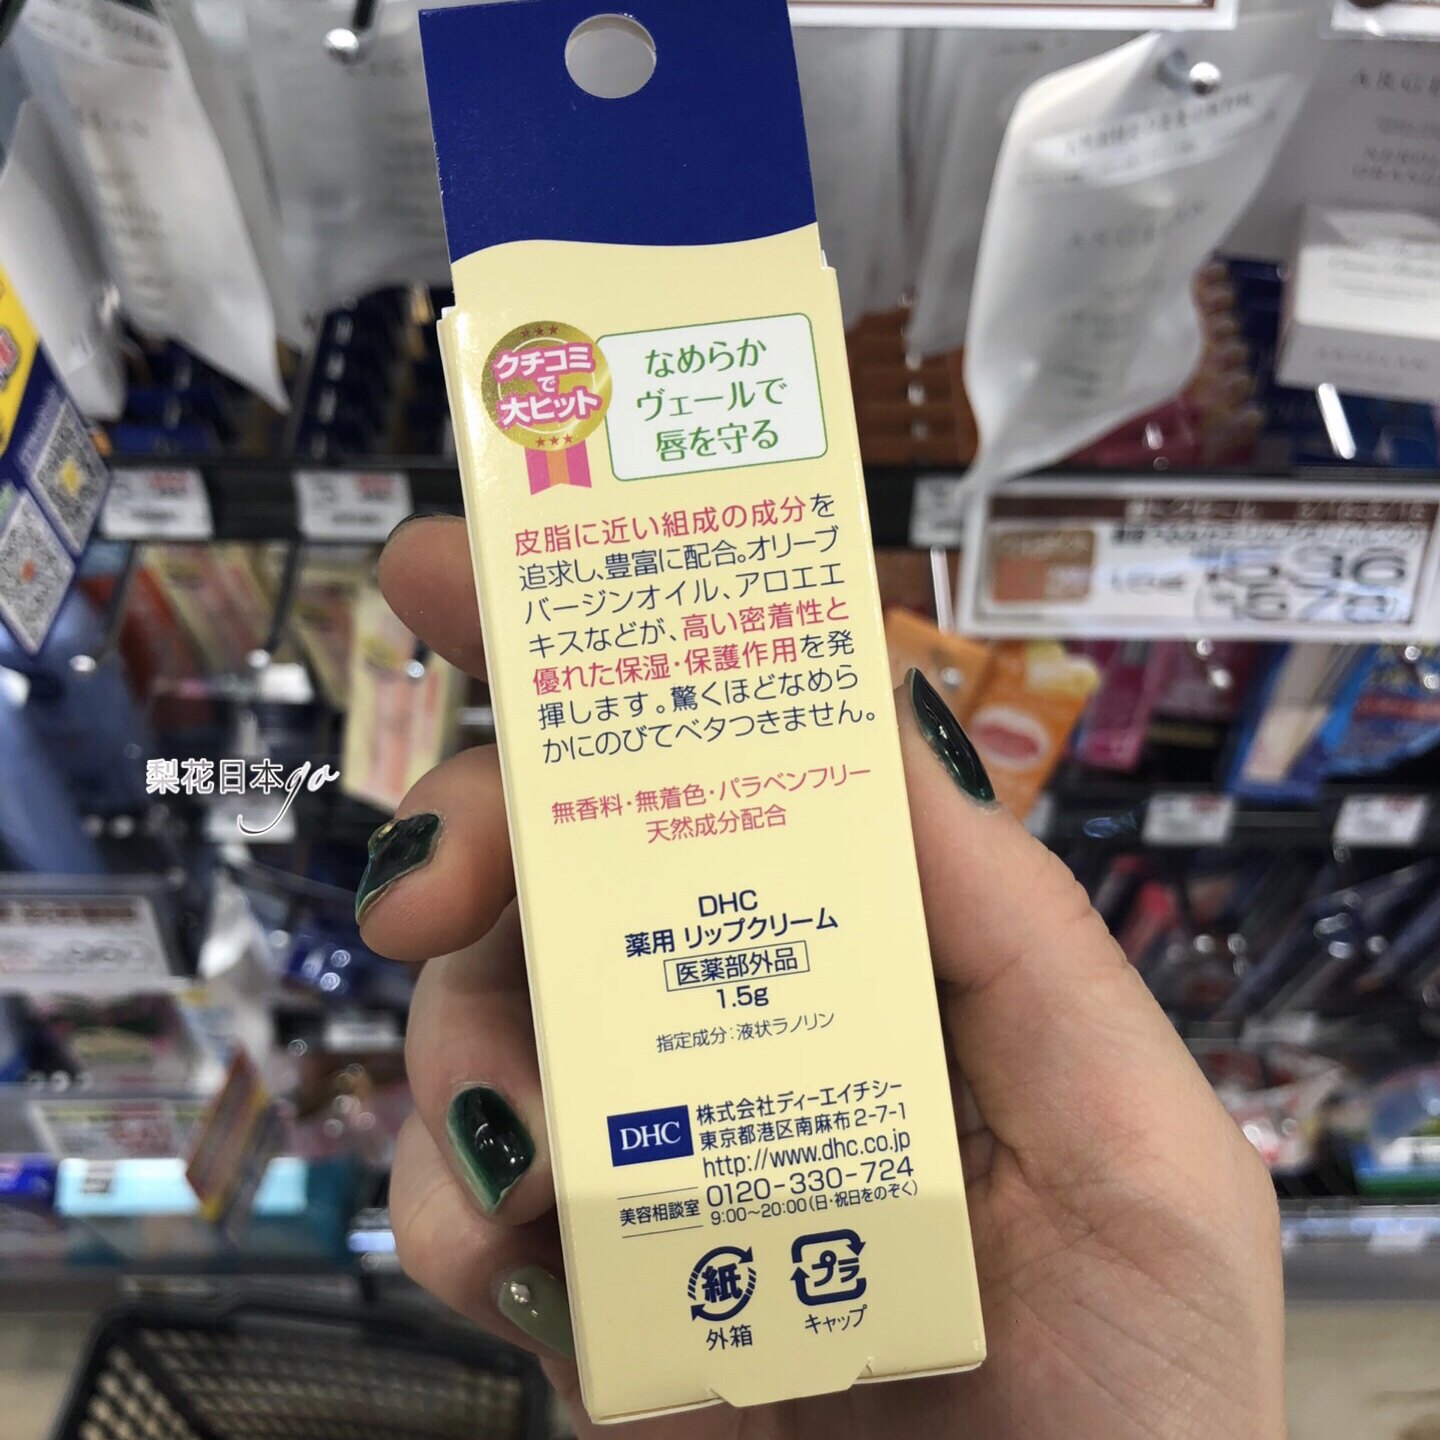 クチコミ
で
大ヒット
なめらか
ヴェールで
唇を守る
皮脂に近い組成の成分を
追求し、豊富に配合。オリーブ
バージンオイル、アロエエ
キスなどが、高い密着性と
優れた保湿・保護作用を発
揮します。驚くほどなめら
かにのびてベタつきません。
無香料・無着色・パラベンフリー
天然成分配合
DHC
薬用 リップクリーム
医薬部外品
1.5g
指定成分：液状ラノリン
DHC
株式会社ディーエイチシー
東京都港区南麻布2-7-1
http://www.dhc.co.jp
美容相談室
0120-330-724
9:00～20:00(日・祝日をのぞく)
紙
外箱
プラ
キャップ
梨花日本go